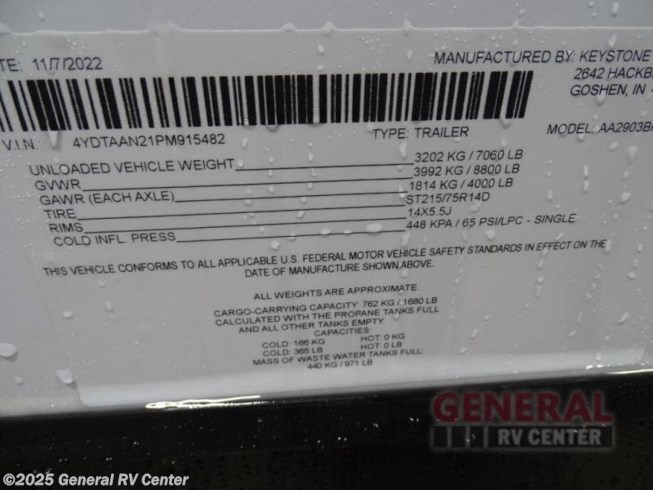 TE: 11/7/2022
MANUFACTURED BY: KEYSTONE
2642 HACKB
GOSHEN, IN
V.I.N.: 4YDTAAN21PM915482 TYPE: TRAILER MODEL: AA2903B
UNLOADED VEHICLE WEIGHT 3202 KG / 7060 LB
GVWR 3992 KG / 8800 LB
GAWR (EACH AXLE) 1814 KG / 4000 LB
TIRE ST215/75R14D
RIMS 14X5.5J
COLD INFL. PRESS 448 KPA / 65 PSI/LPC - SINGLE
THIS VEHICLE CONFORMS TO ALL APPLICABLE U.S. FEDERAL MOTOR VEHICLE SAFETY STANDARDS IN EFFECT ON THE
DATE OF MANUFACTURE SHOWN ABOVE.
ALL WEIGHTS ARE APPROXIMATE.
CARGO-CARRYING CAPACITY: 762 KG / 1680 LB
CALCULATED WITH THE PROPANE TANKS FULL
AND ALL OTHER TANKS EMPTY.
CAPACITIES:
COLD: 166 KG HOT: 0 KG
COLD: 365 LB HOT: 0 LB
MASS OF WASTE WATER TANKS FULL:
440 KG / 971 LB
GENERAL
RV CENTER
©2025 General RV Center